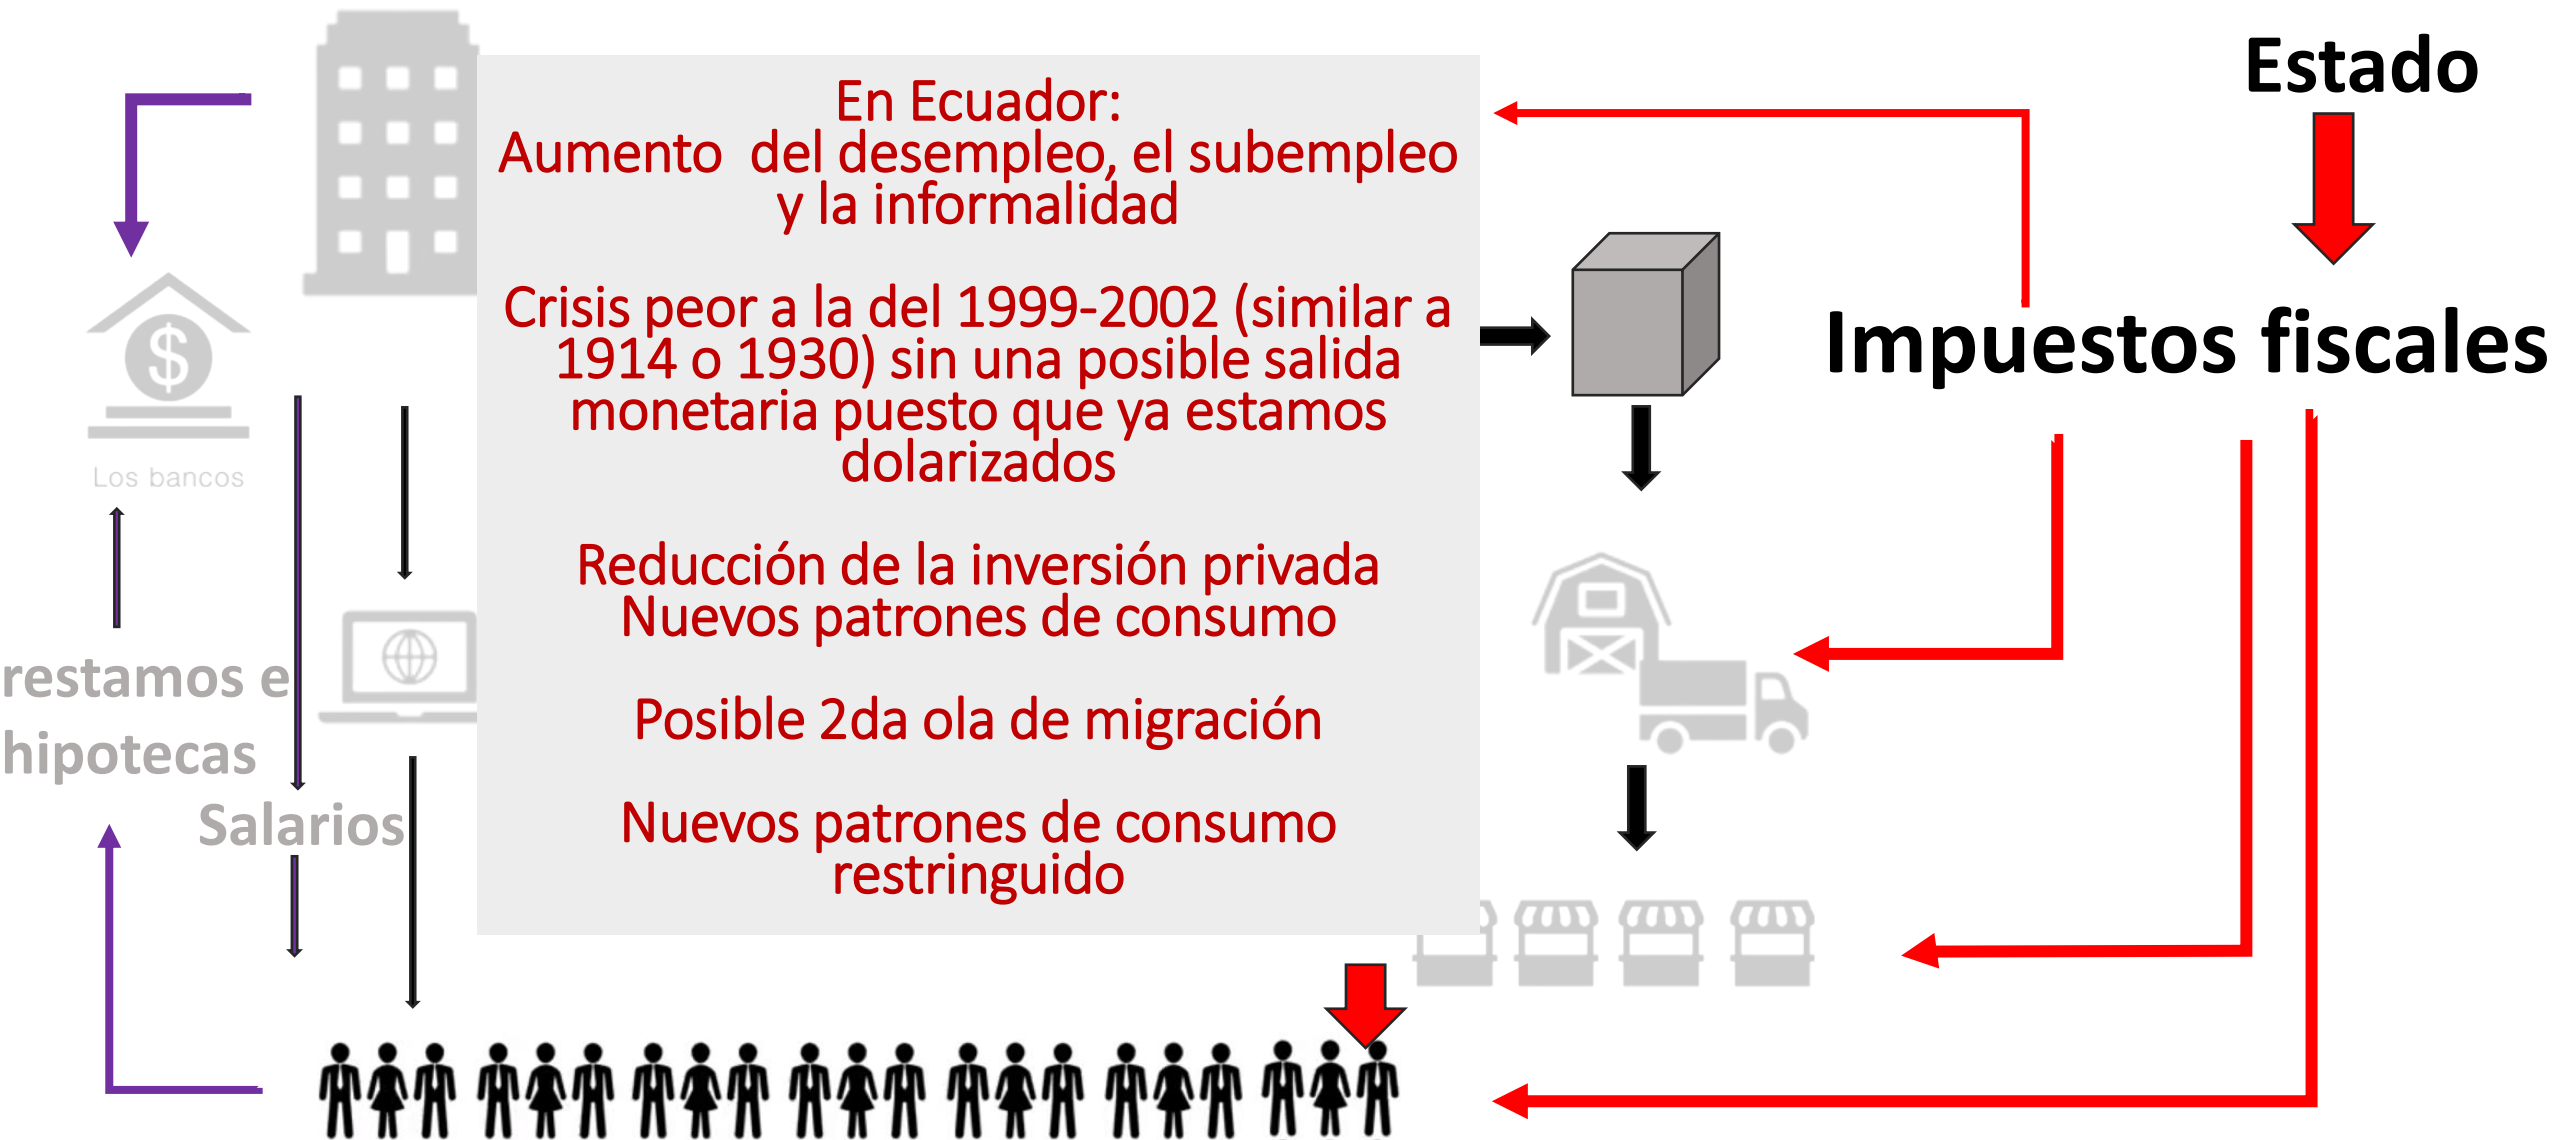 En Ecuador:
Aumento del desempleo, el subempleo
y la informalidad
Crisis peor a la del 1999-2002 (similar a
1914 o 1930) sin una posible salida
monetaria puesto que ya estamos
dolarizados
Reducción de la inversión privada
Nuevos patrones de consumo
Posible 2da ola de migración
Nuevos patrones de consumo
restringuido
Estado
Impuestos fiscales
$
Los bancos
restamos e
hipotecas
Salarios